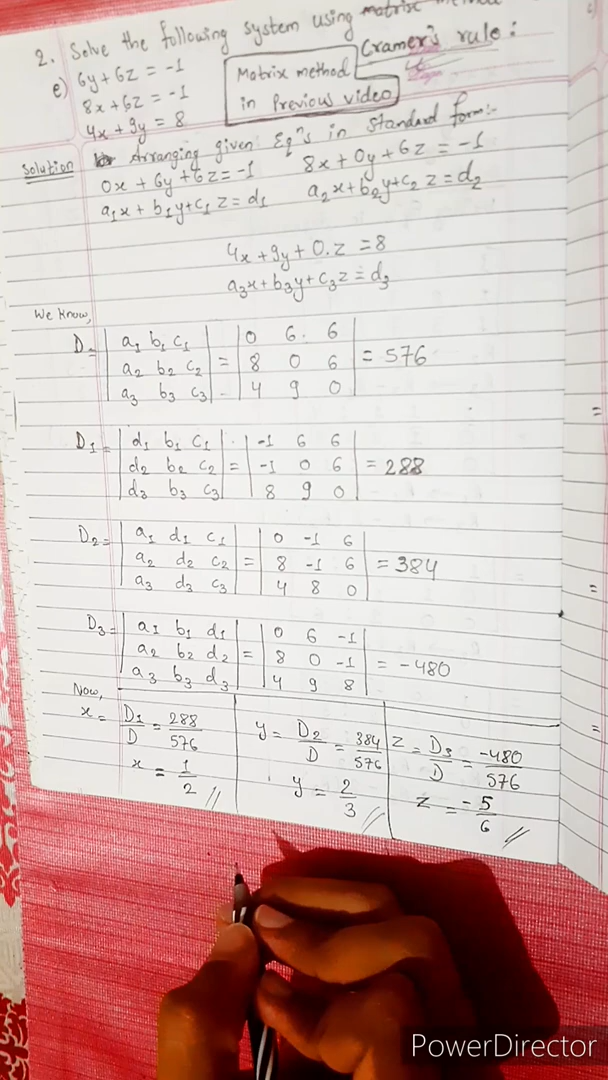 2. Solve the following system using matrix method
Cramer's rule:
e) 6y+6z = -1
8x+6z = -1
4x+9y = 8
Matrix method
in Previous video
Solution Arranging given Eqⁿs in standard form:-
0x + 6y + 6z = -1 8x + 0y + 6z = -1
a₁x + b₁y + c₁z = d₁ a₂x + b₂y + c₂z = d₂
4x + 9y + 0.z = 8
a₃x + b₃y + c₃z = d₃
We know,
D = | a₁ b₁ c₁ | = | 0 6 6 | = 576
| a₂ b₂ c₂ | | 8 0 6 |
| a₃ b₃ c₃ | | 4 9 0 |
D₁ = | d₁ b₁ c₁ | = | -1 6 6 | = 288
| d₂ b₂ c₂ | | -1 0 6 |
| d₃ b₃ c₃ | | 8 9 0 |
D₂ = | a₁ d₁ c₁ | = | 0 -1 6 | = 384
| a₂ d₂ c₂ | | 8 -1 6 |
| a₃ d₃ c₃ | | 4 8 0 |
D₃ = | a₁ b₁ d₁ | = | 0 6 -1 | = -480
| a₂ b₂ d₂ | | 8 0 -1 |
| a₃ b₃ d₃ | | 4 9 8 |
Now,
x = D₁/D = 288/576 y = D₂/D = 384/576 z = D₃/D = -480/576
x = 1/2 y = 2/3 z = -5/6
PowerDirector